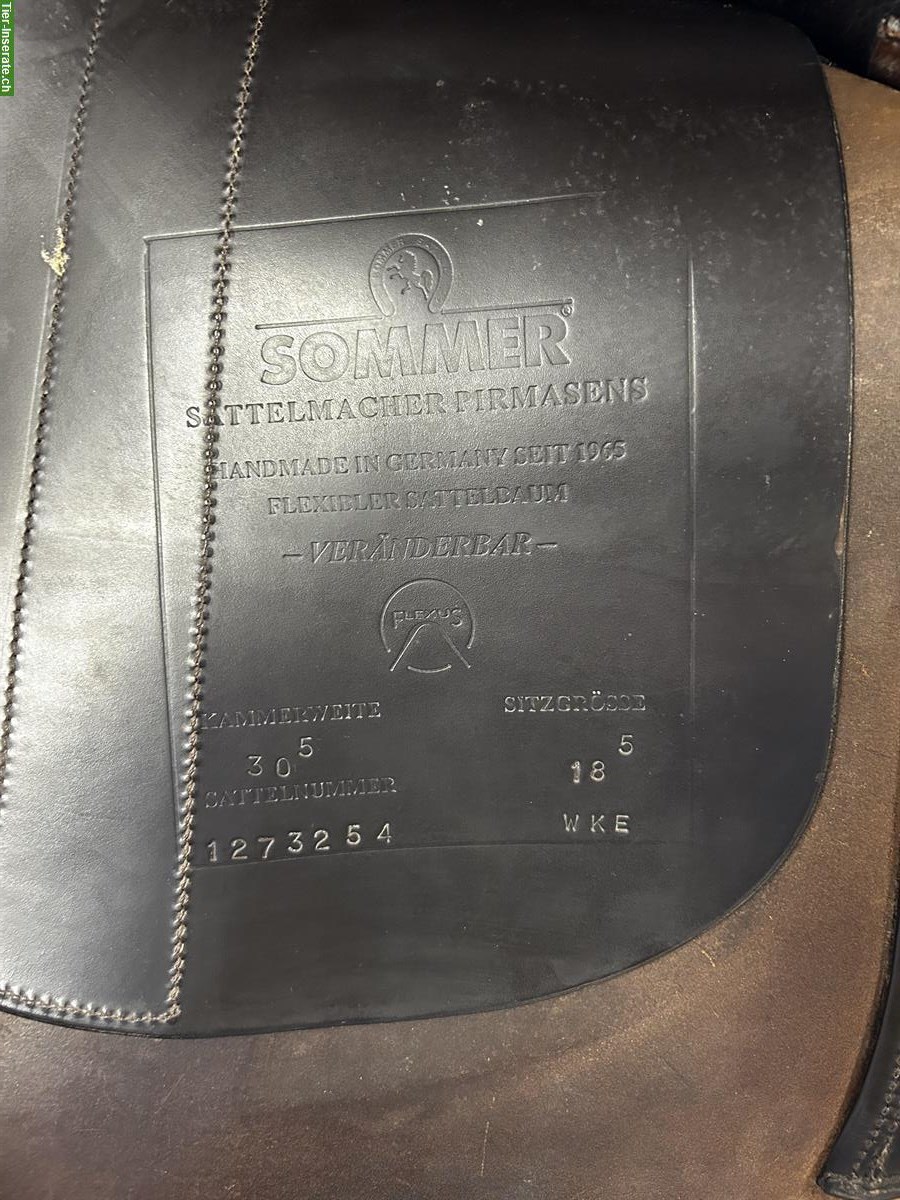 Tier-Inserate.ch
SOMMER
SOMMER©
SATTELMACHER PIRMASENS
HANDMADE IN GERMANY SEIT 1965
FLEXIBLER SATTELBAUM
– VERÄNDERBAR –
FLEXUS
KAMMERWEITE SITZGRÖSSE
30 5 18 5
SATTELNUMMER
1273254 WKE